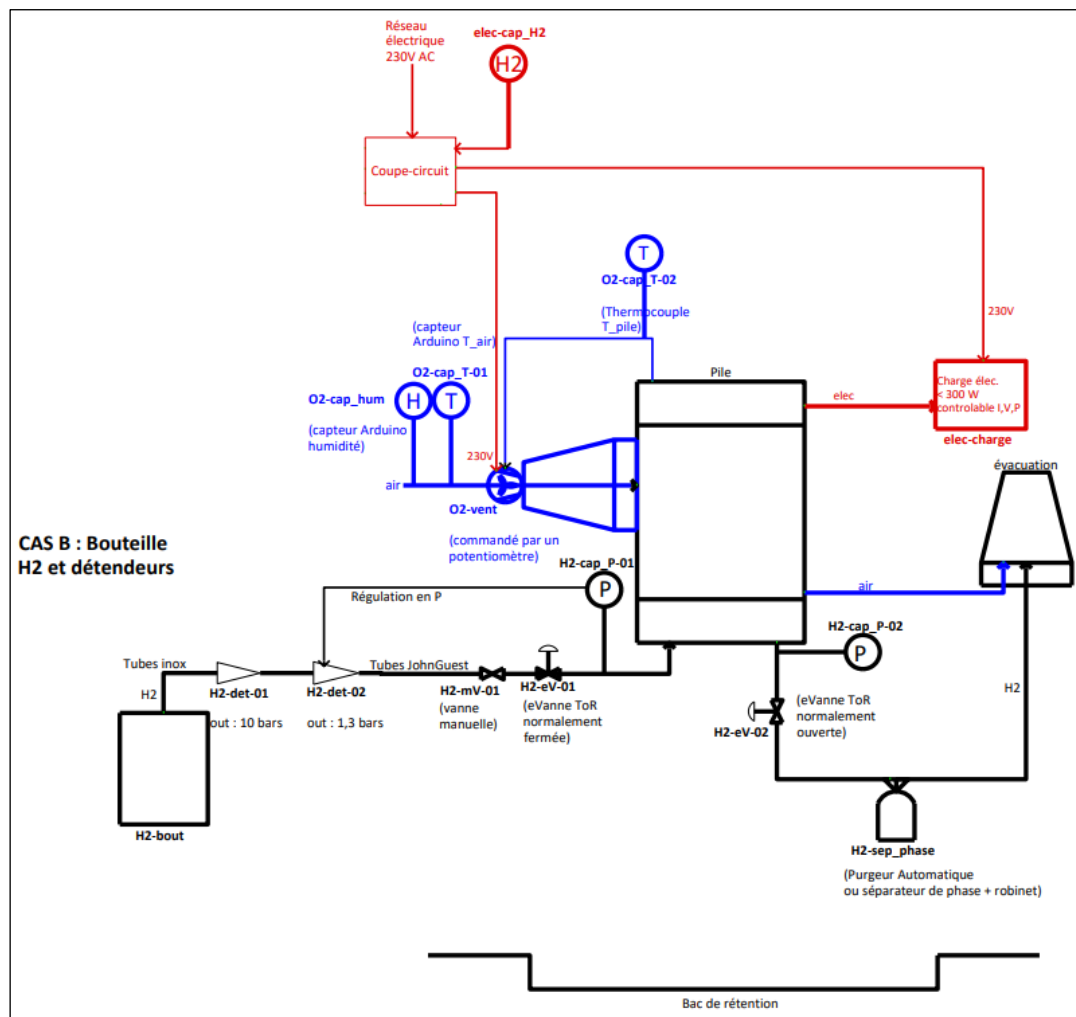 Réseau
électrique
230V AC
elec-cap_H2
H2
Coupe-circuit
T
O2-cap_T-02
(Thermocouple
T_pile)
(capteur
Arduino T_air)
O2-cap_T-01
O2-cap_hum
H
T
(capteur Arduino
humidité)
230V
230V
Pile
elec
Charge élec.
< 300 W
controlable I,V,P
elec-charge
évacuation
air
O2-vent
(commandé par un
potentiomètre)
CAS B : Bouteille
H2 et détendeurs
H2-cap_P-01
P
Régulation en P
air
H2-cap_P-02
P
Tubes inox
H2
H2-det-01
out : 10 bars
H2-det-02
out : 1,3 bars
Tubes JohnGuest
H2-mV-01
(vanne
manuelle)
H2-eV-01
(eVanne ToR
normalement
fermée)
(eVanne ToR
normalement
ouverte)
H2-eV-02
H2
H2-bout
H2-sep_phase
(Purgeur Automatique
ou séparateur de phase + robinet)
Bac de rétention